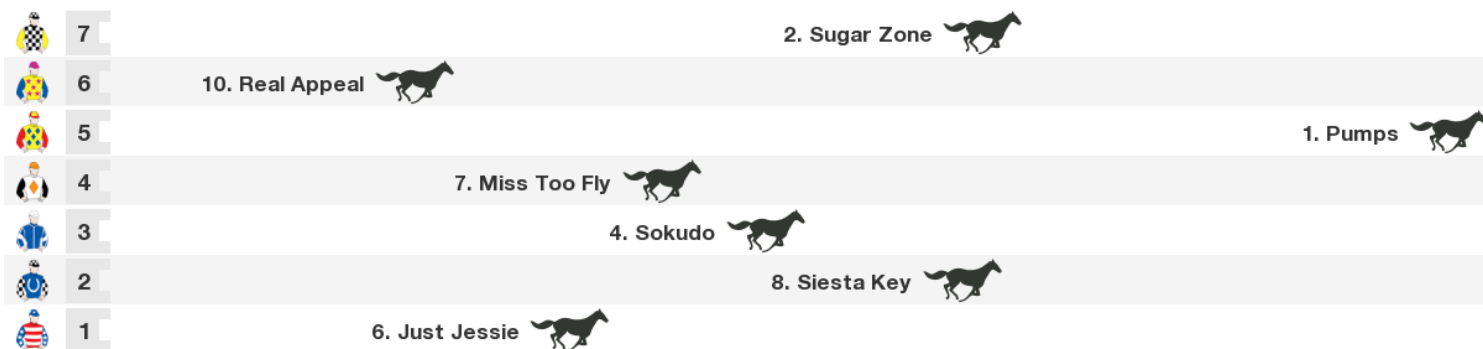 7 2. Sugar Zone
6 10. Real Appeal
5 1. Pumps
4 7. Miss Too Fly
3 4. Sokudo
2 8. Siesta Key
1 6. Just Jessie